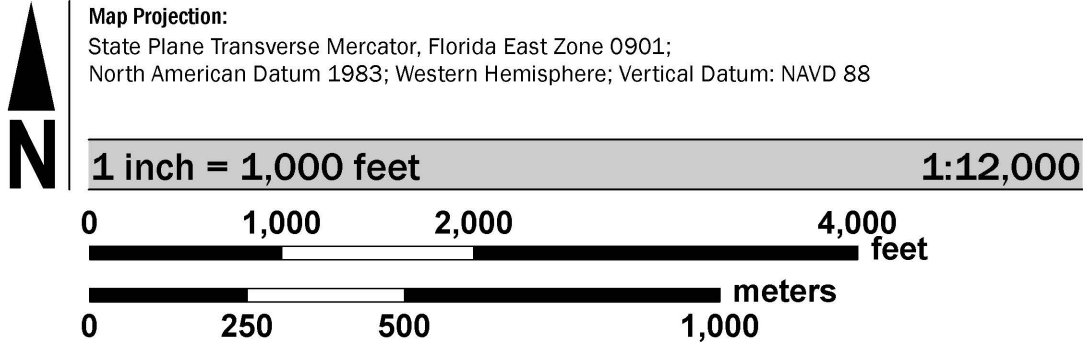 Map Projection:
State Plane Transverse Mercator, Florida East Zone 0901;
North American Datum 1983; Western Hemisphere; Vertical Datum: NAVD 88
N
1 inch = 1,000 feet 1:12,000
0 1,000 2,000 4,000
feet
meters
0 250 500 1,000